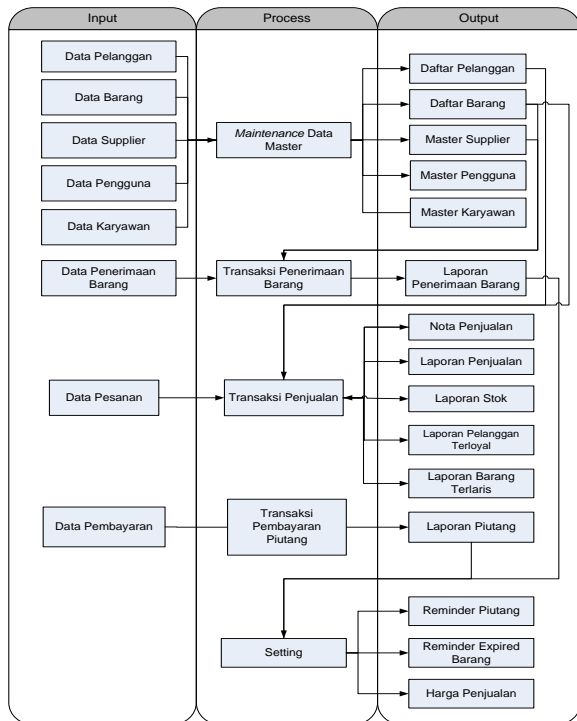 Input
Process
Output
Data Pelanggan
Data Barang
Data Supplier
Data Pengguna
Data Karyawan
Maintenance Data
Master
Daftar Pelanggan
Daftar Barang
Master Supplier
Master Pengguna
Master Karyawan
Data Penerimaan
Barang
Transaksi Penerimaan
Barang
Laporan
Penerimaan Barang
Data Pesanan
Transaksi Penjualan
Nota Penjualan
Laporan Penjualan
Laporan Stok
Laporan Pelanggan
Terloyal
Laporan Barang
Terlaris
Data Pembayaran
Transaksi
Pembayaran
Piutang
Laporan Piutang
Setting
Reminder Piutang
Reminder Expired
Barang
Harga Penjualan